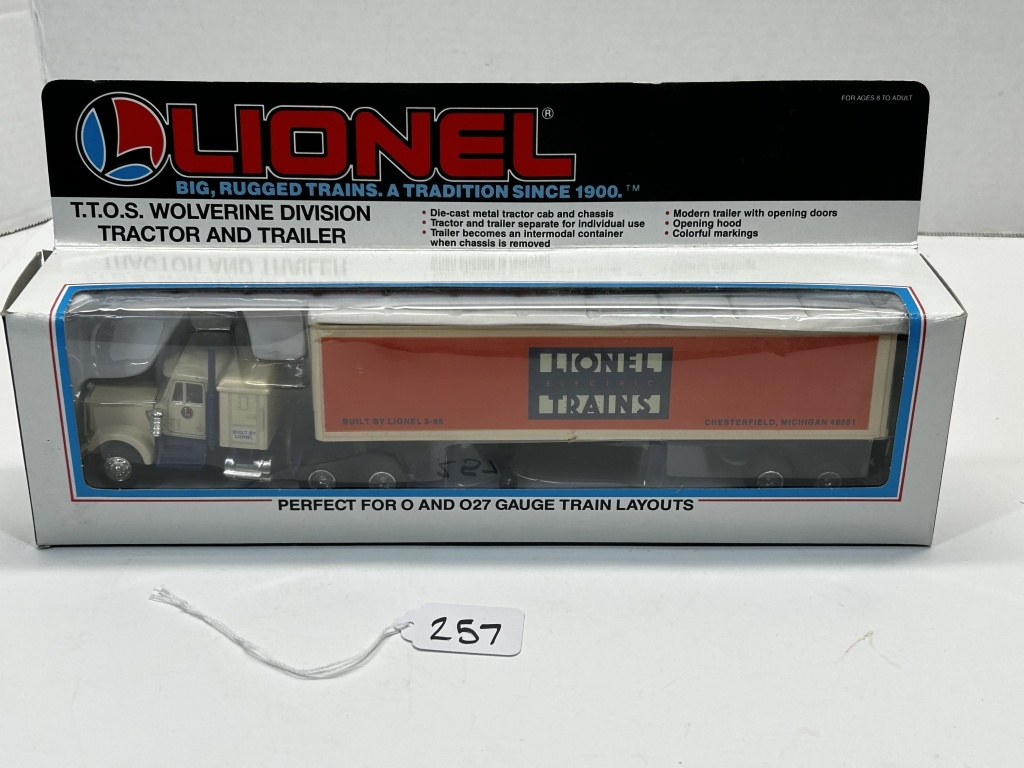 FOR AGES 8 TO ADULT
LIONEL®
BIG, RUGGED TRAINS. A TRADITION SINCE 1900.™
T.T.O.S. WOLVERINE DIVISION
TRACTOR AND TRAILER
• Die-cast metal tractor cab and chassis
• Tractor and trailer separate for individual use
• Trailer becomes an intermodal container
when chassis is removed
• Modern trailer with opening doors
• Opening hood
• Colorful markings
LIONEL
ELECTRIC
TRAINS
BUILT BY LIONEL
CHESTERFIELD, MICHIGAN 48051
BUILT BY
LIONEL
PERFECT FOR O AND O27 GAUGE TRAIN LAYOUTS
257